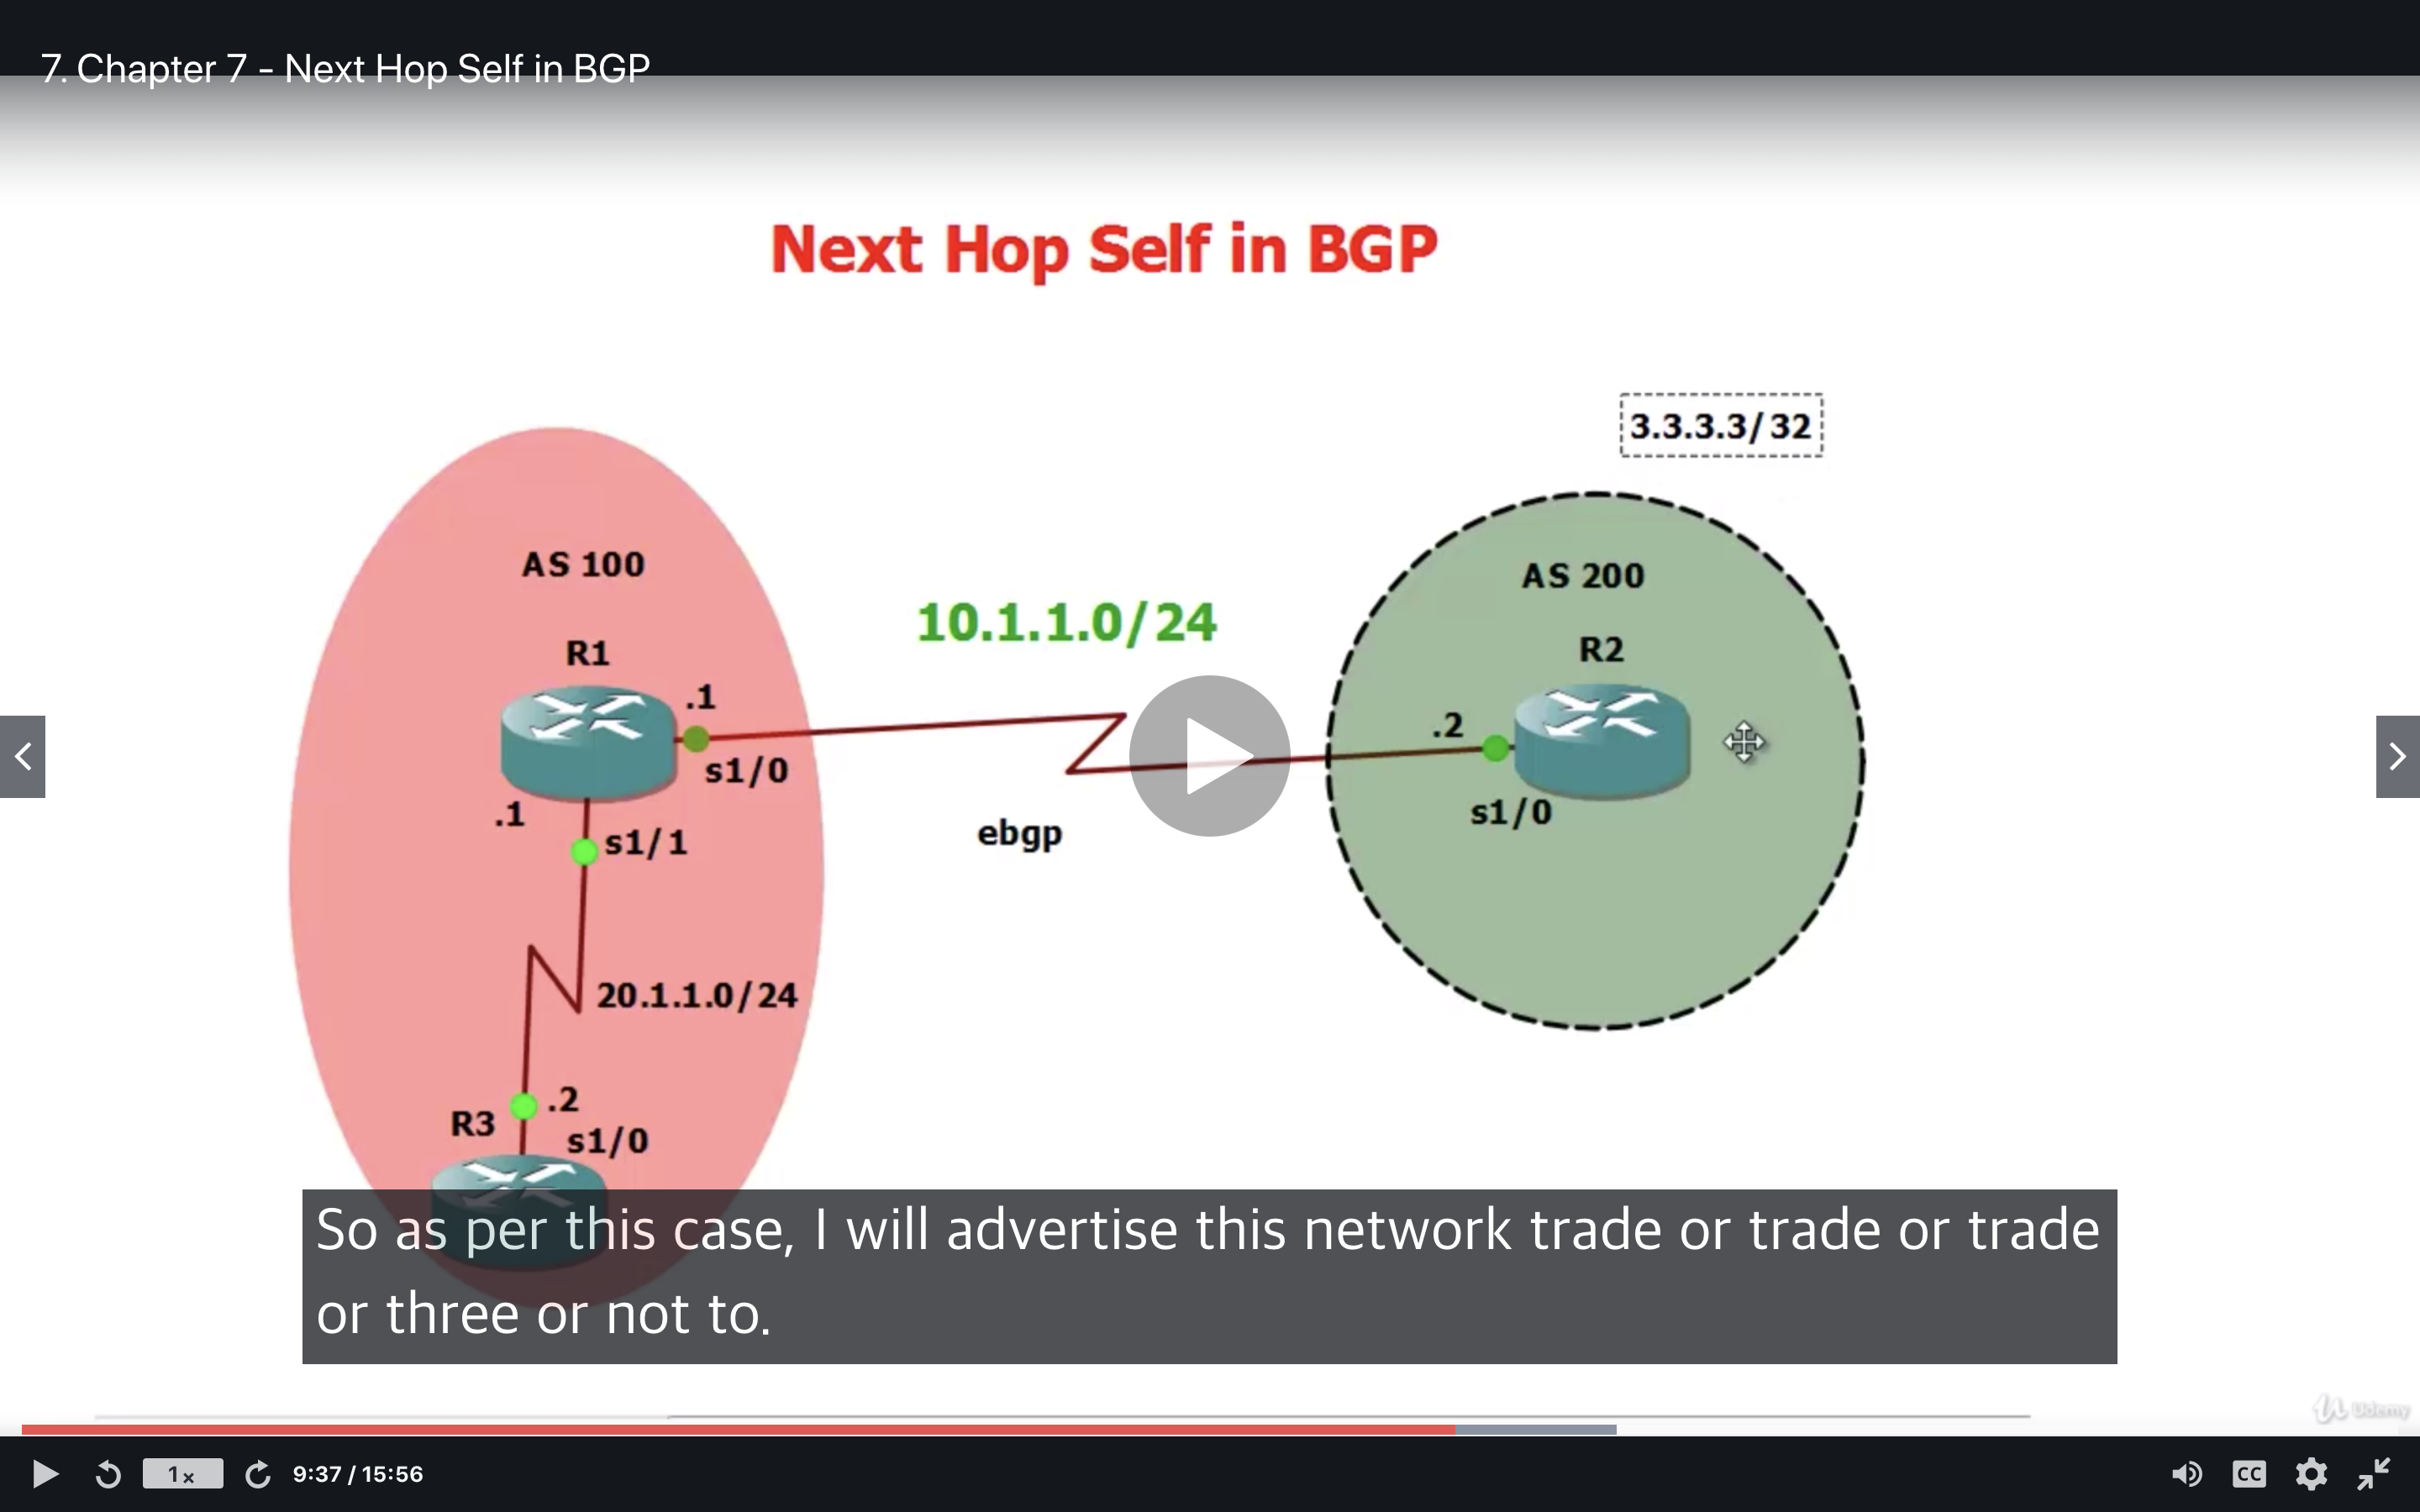 7. Chapter 7 - Next Hop Self in BGP
Next Hop Self in BGP
3.3.3.3/32
AS 100
AS 200
10.1.1.0/24
R1
R2
.1
.2
s1/0
s1/0
.1
s1/1
ebgp
20.1.1.0/24
.2
R3
s1/0
So as per this case, I will advertise this network trade or trade or trade
or three or not to.
Udemy
1x
9:37 / 15:56
CC